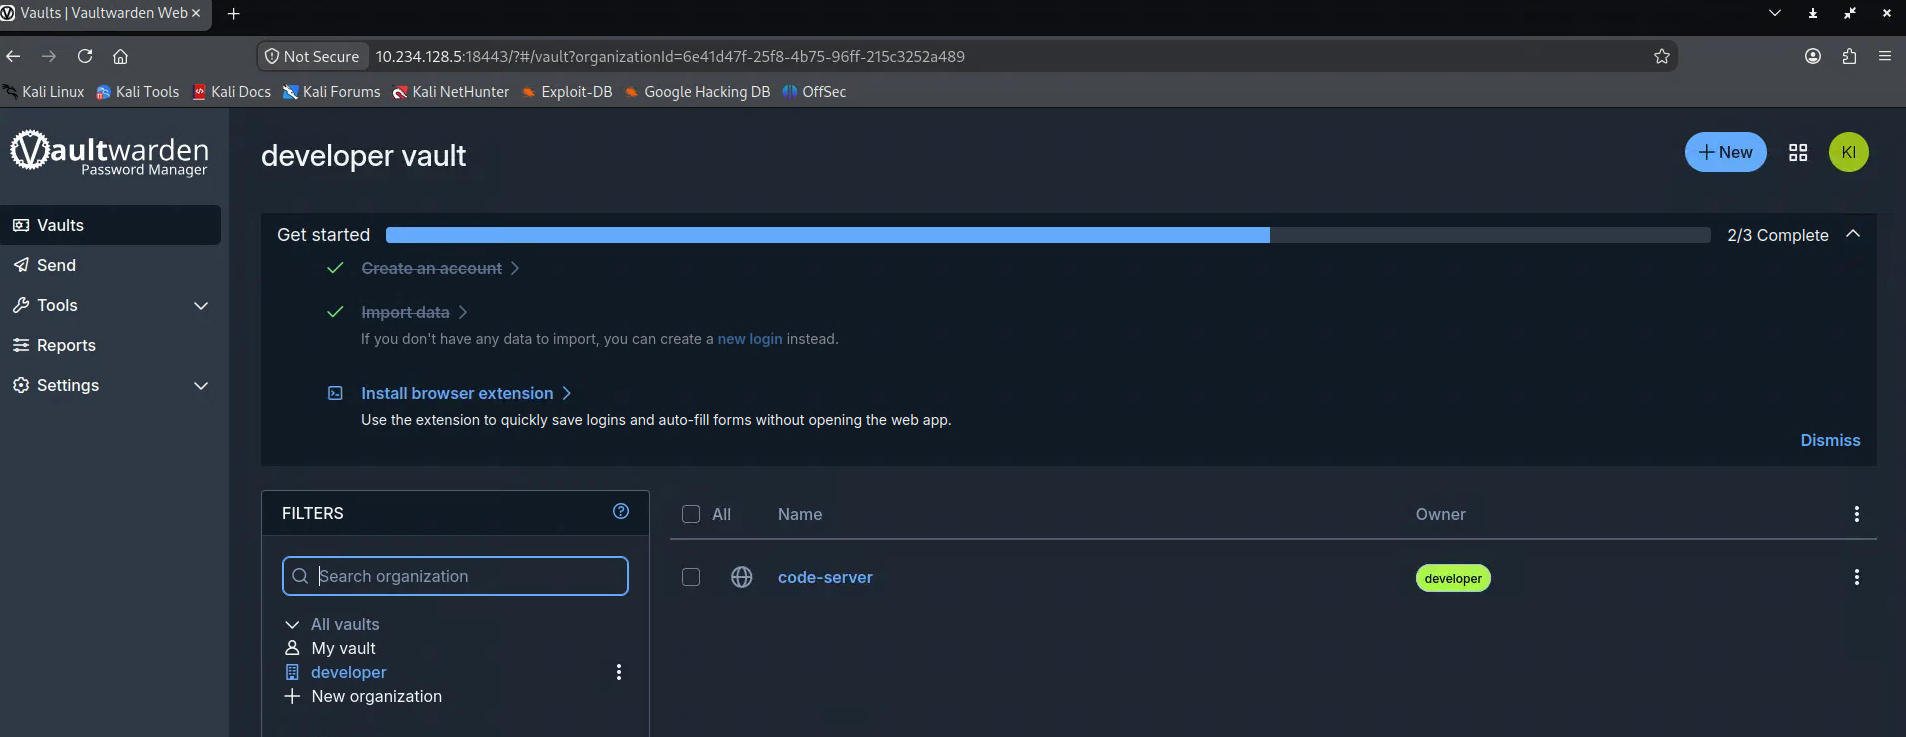 Vaults | Vaultwarden Web
Not Secure 10.234.128.5:18443/?#/vault?organizationId=6e41d47f-25f8-4b75-96ff-215c3252a489
Kali Linux Kali Tools Kali Docs Kali Forums Kali NetHunter Exploit-DB Google Hacking DB OffSec
Vaultwarden
Password Manager
Vaults
Send
Tools
Reports
Settings
developer vault
New
KI
Get started
2/3 Complete
Create an account
Import data
If you don't have any data to import, you can create a new login instead.
Install browser extension
Use the extension to quickly save logins and auto-fill forms without opening the web app.
Dismiss
FILTERS
Search organization
All vaults
My vault
developer
New organization
All Name Owner
code-server developer